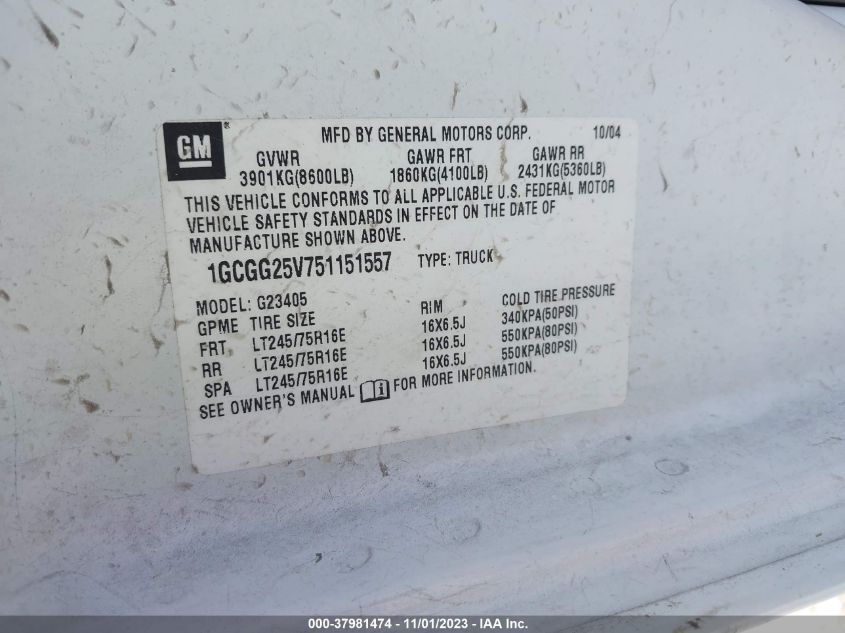 GM® MFD BY GENERAL MOTORS CORP. 10/04
GVWR GAWR FRT GAWR RR
3901KG(8600LB) 1860KG(4100LB) 2431KG(5360LB)
THIS VEHICLE CONFORMS TO ALL APPLICABLE U.S. FEDERAL MOTOR
VEHICLE SAFETY STANDARDS IN EFFECT ON THE DATE OF
MANUFACTURE SHOWN ABOVE.
1GCGG25V751151557 TYPE: TRUCK
MODEL: G23405
GPME TIRE SIZE RIM COLD TIRE PRESSURE
FRT LT245/75R16E 16X6.5J 340KPA(50PSI)
RR LT245/75R16E 16X6.5J 550KPA(80PSI)
SPA LT245/75R16E 16X6.5J 550KPA(80PSI)
SEE OWNER'S MANUAL i FOR MORE INFORMATION.
000-37981474 - 11/01/2023 - IAA Inc.